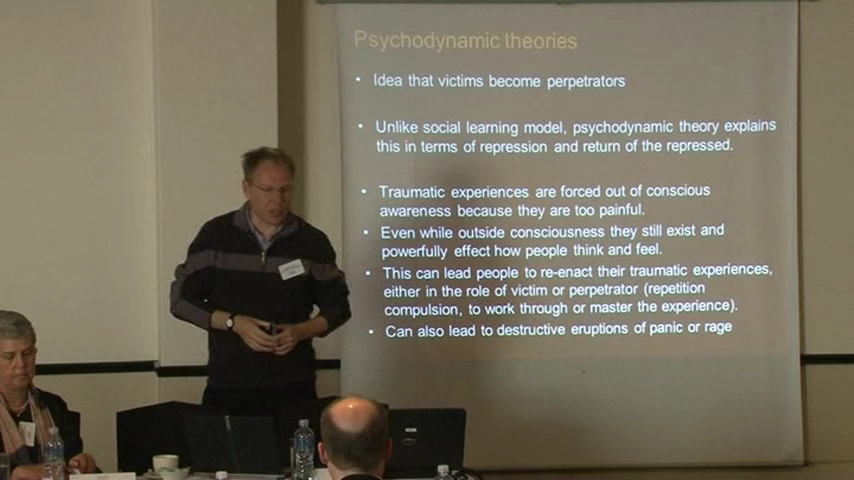 Psychodynamic theories
• Idea that victims become perpetrators
• Unlike social learning model, psychodynamic theory explains
this in terms of repression and return of the repressed.
• Traumatic experiences are forced out of conscious
awareness because they are too painful.
• Even while outside consciousness they still exist and
powerfully effect how people think and feel.
• This can lead people to re-enact their traumatic experiences,
either in the role of victim or perpetrator (repetition
compulsion, to work through or master the experience).
• Can also lead to destructive eruptions of panic or rage